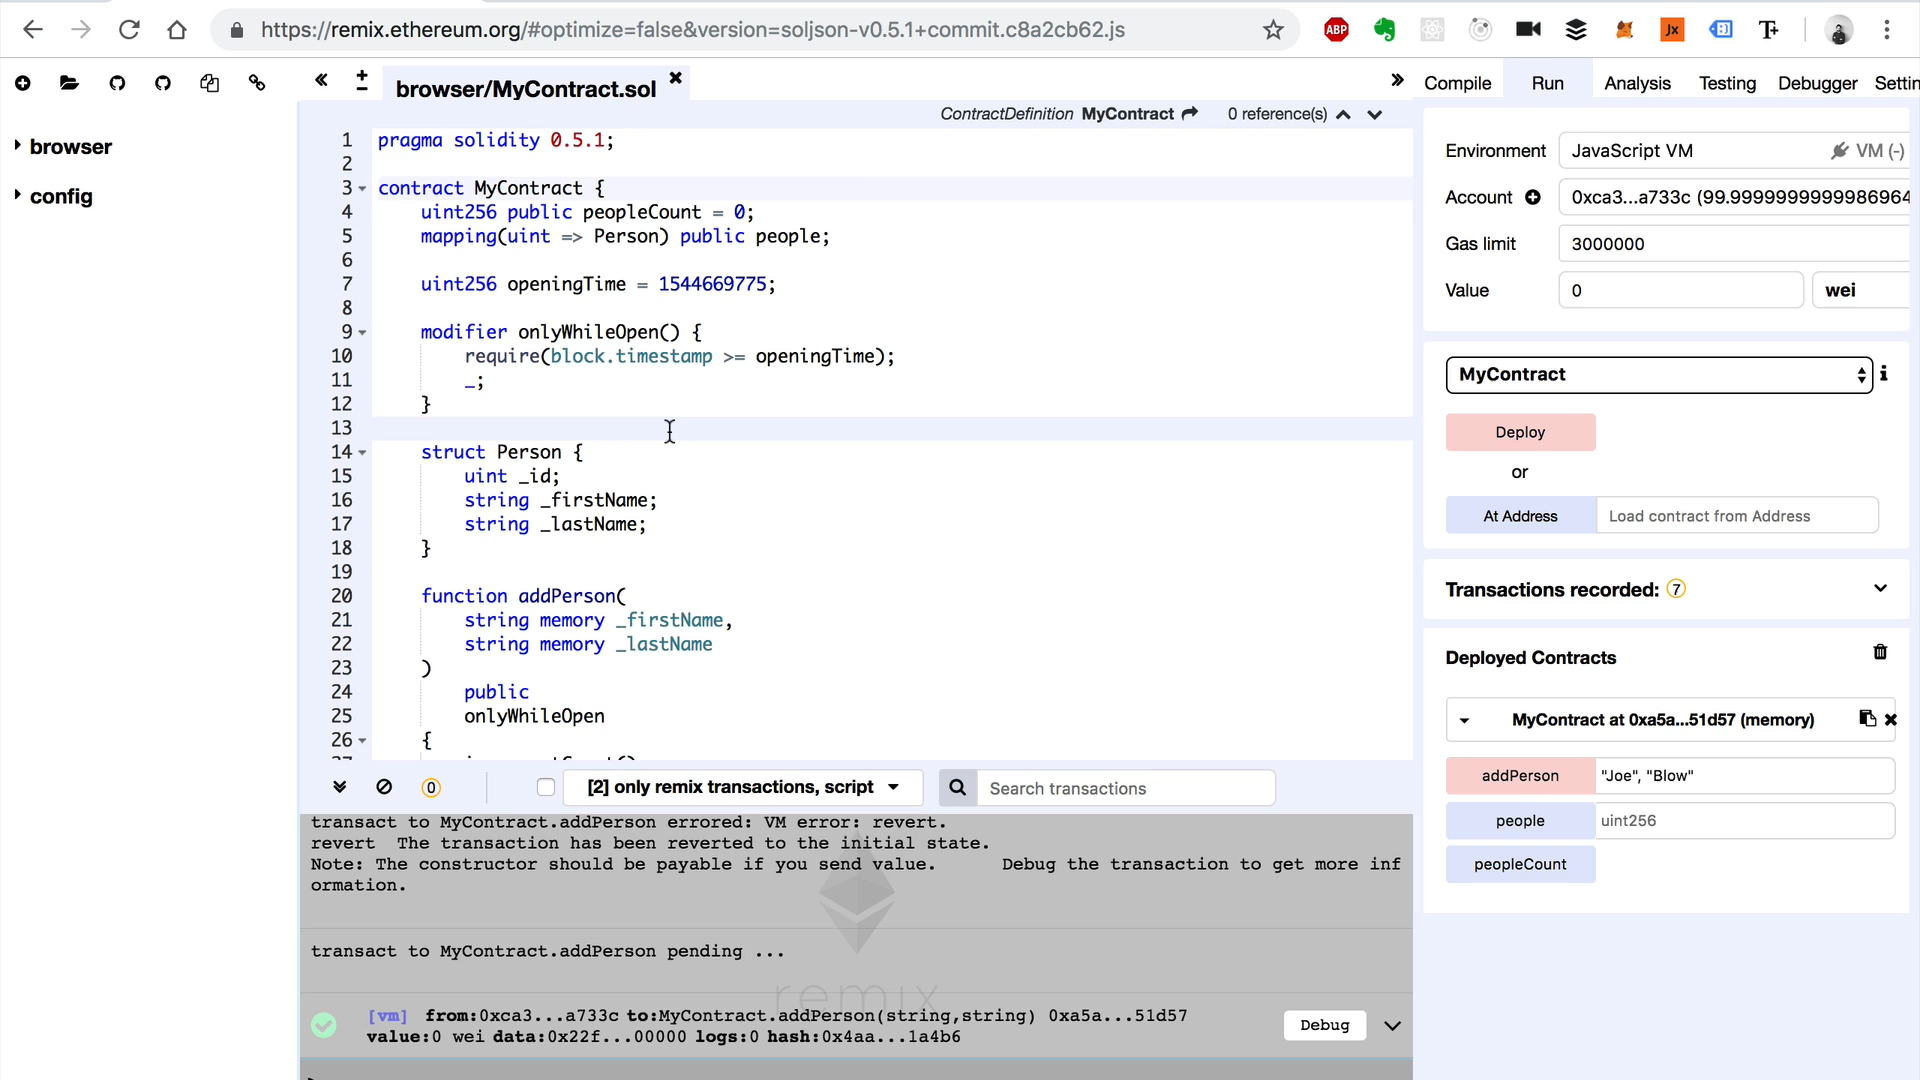 https://remix.ethereum.org/#optimize=false&version=soljson-v0.5.1+commit.c8a2cb62.js
ABP
Jx
T+
browser/MyContract.sol
Compile Run Analysis Testing Debugger Settin
ContractDefinition MyContract 0 reference(s)
browser
config
1 pragma solidity 0.5.1;
2
3 contract MyContract {
4 uint256 public peopleCount = 0;
5 mapping(uint => Person) public people;
6
7 uint256 openingTime = 1544669775;
8
9 modifier onlyWhileOpen() {
10 require(block.timestamp >= openingTime);
11 _;
12 }
13
14 struct Person {
15 uint _id;
16 string _firstName;
17 string _lastName;
18 }
19
20 function addPerson(
21 string memory _firstName,
22 string memory _lastName
23 )
24 public
25 onlyWhileOpen
26 {
0
[2] only remix transactions, script
Search transactions
transact to MyContract.addPerson errored: VM error: revert.
revert The transaction has been reverted to the initial state.
Note: The constructor should be payable if you send value. Debug the transaction to get more inf
ormation.
transact to MyContract.addPerson pending ...
remix
[vm] from:0xca3...a733c to:MyContract.addPerson(string,string) 0xa5a...51d57
value:0 wei data:0x22f...00000 logs:0 hash:0x4aa...1a4b6
Debug
Environment JavaScript VM VM (-)
Account 0xca3...a733c (99.9999999999986964
Gas limit 3000000
Value 0 wei
MyContract
Deploy
or
At Address Load contract from Address
Transactions recorded: 7
Deployed Contracts
MyContract at 0xa5a...51d57 (memory)
addPerson "Joe", "Blow"
people uint256
peopleCount